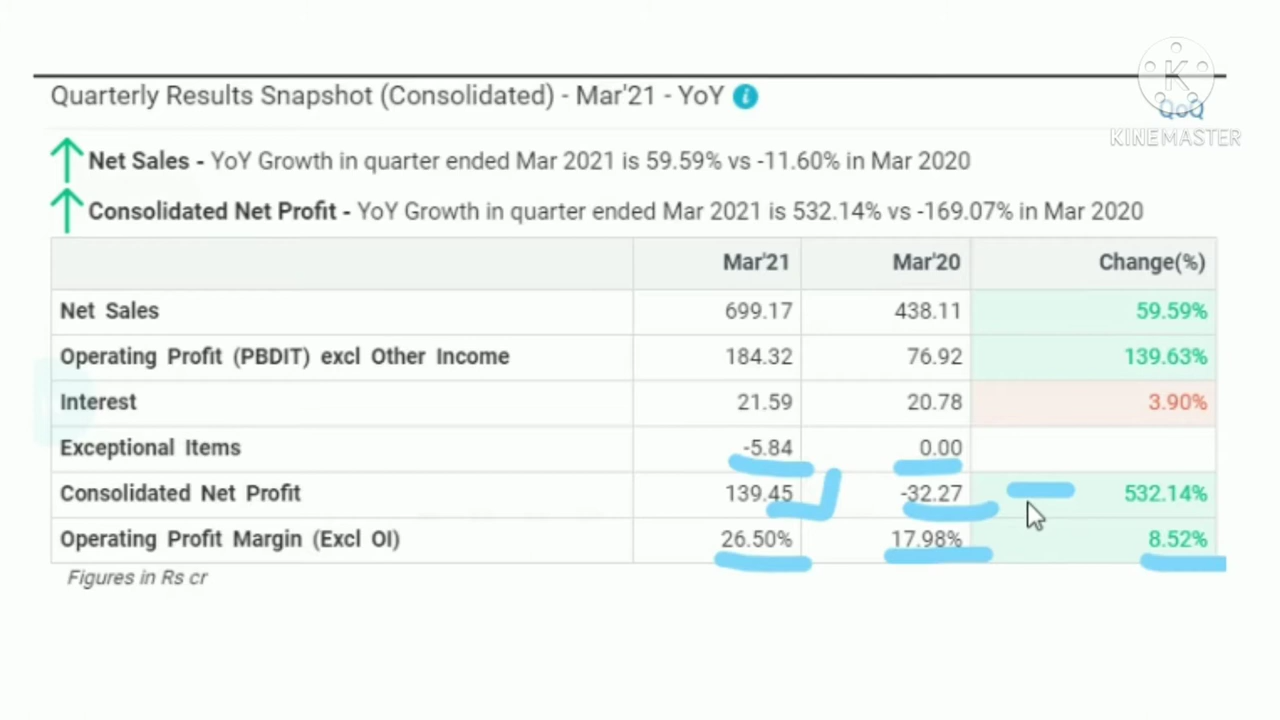 Quarterly Results Snapshot (Consolidated) - Mar'21 - YoY i
QoQ
KINEMASTER
Net Sales - YoY Growth in quarter ended Mar 2021 is 59.59% vs -11.60% in Mar 2020
Consolidated Net Profit - YoY Growth in quarter ended Mar 2021 is 532.14% vs -169.07% in Mar 2020
Mar'21 Mar'20 Change(%)
Net Sales 699.17 438.11 59.59%
Operating Profit (PBDIT) excl Other Income 184.32 76.92 139.63%
Interest 21.59 20.78 3.90%
Exceptional Items -5.84 0.00
Consolidated Net Profit 139.45 -32.27 532.14%
Operating Profit Margin (Excl OI) 26.50% 17.98% 8.52%
Figures in Rs cr